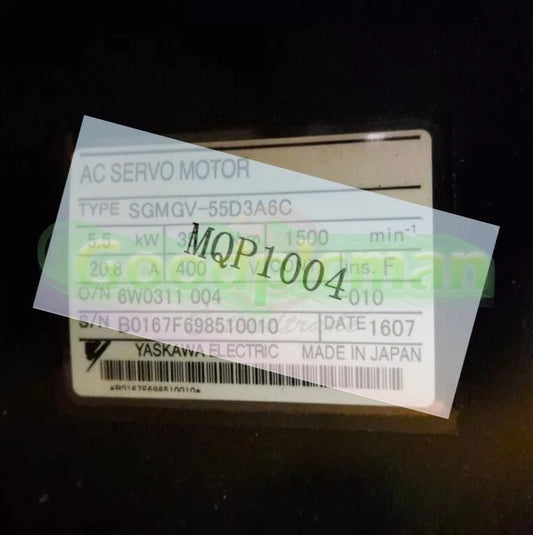 AC SERVO MOTOR
TYPE SGMGV-55D3A6C
5.5 kW 1500 min-1
20.8 A 400 V ins. F
O/N 6W0311 004 010
S/N B0167F698510010 DATE 1607
YASKAWA ELECTRIC MADE IN JAPAN
*B0167F698510010*
MQP1004